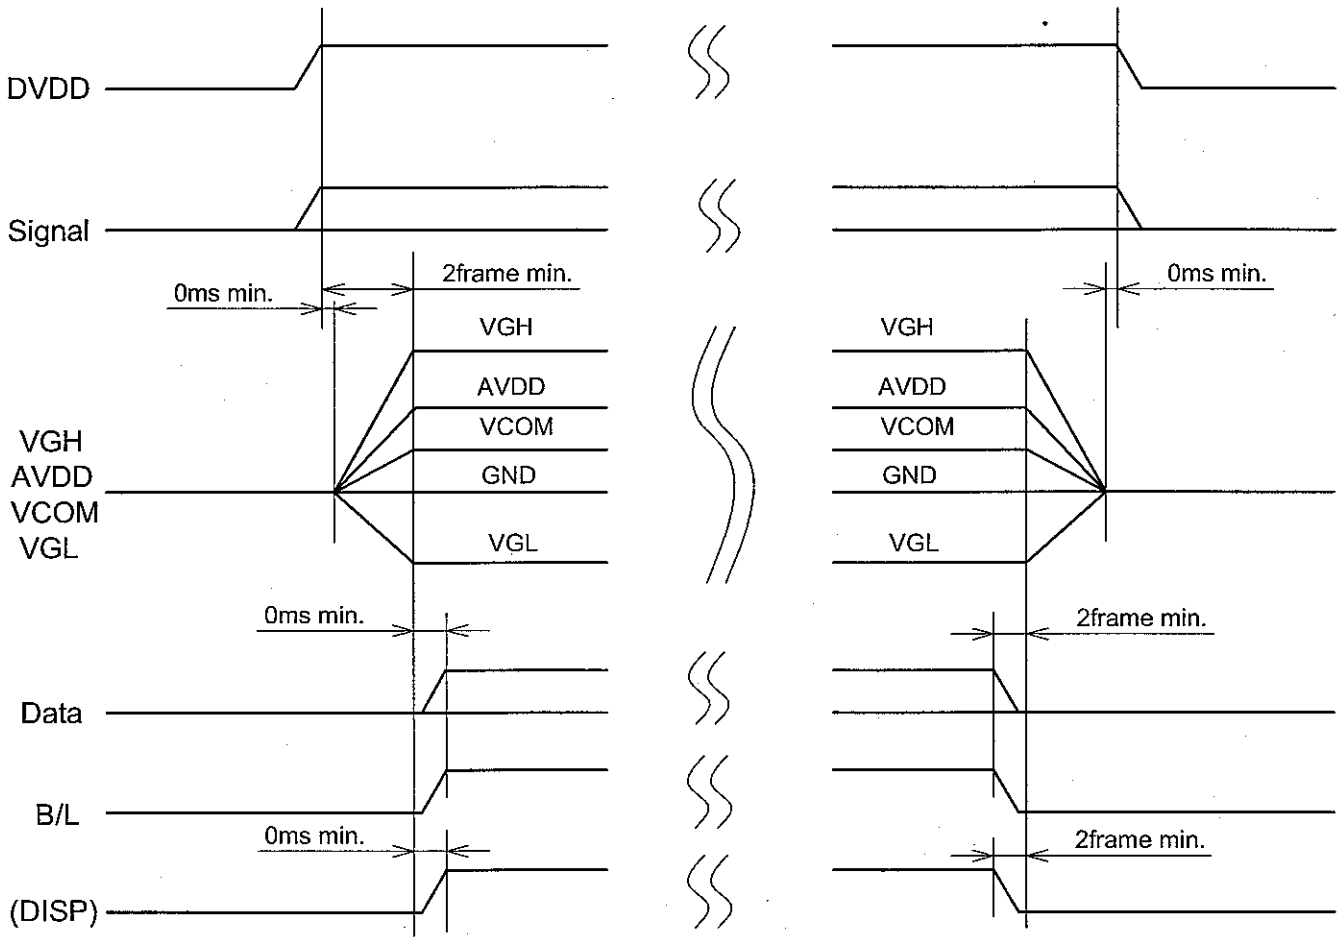 DVDD
Signal
0ms min.
2frame min.
0ms min.
VGH
AVDD
VCOM
GND
VGL
VGH
AVDD
VCOM
GND
VGL
VGH
AVDD
VCOM
VGL
0ms min.
2frame min.
Data
B/L
0ms min.
2frame min.
(DISP)